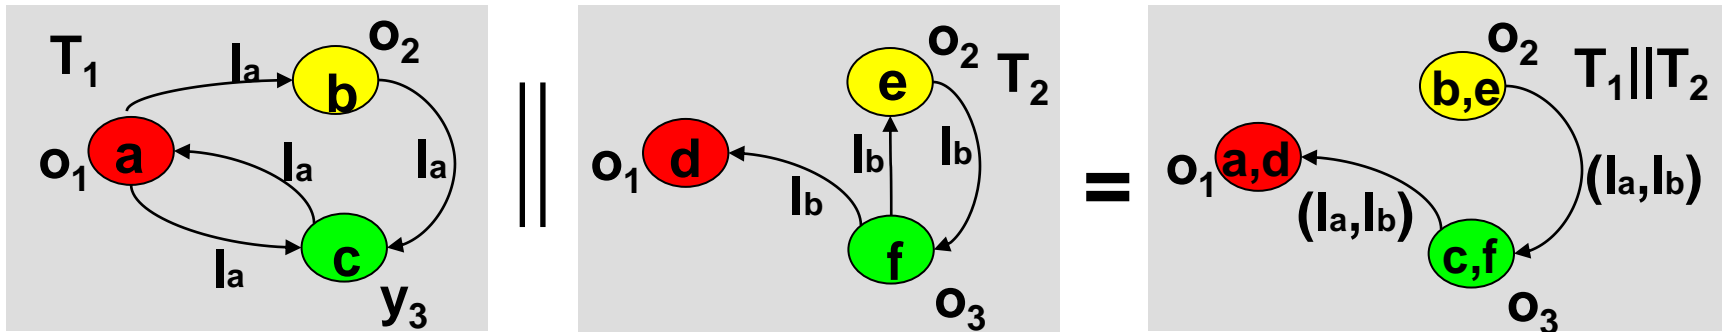 T1
o2
la
b
o1
a
la
la
la
c
y3
||
o2
T2
e
o1
d
lb
lb
lb
f
o3
=
o2
T1||T2
b,e
o1
a,d
(la,lb)
(la,lb)
c,f
o3